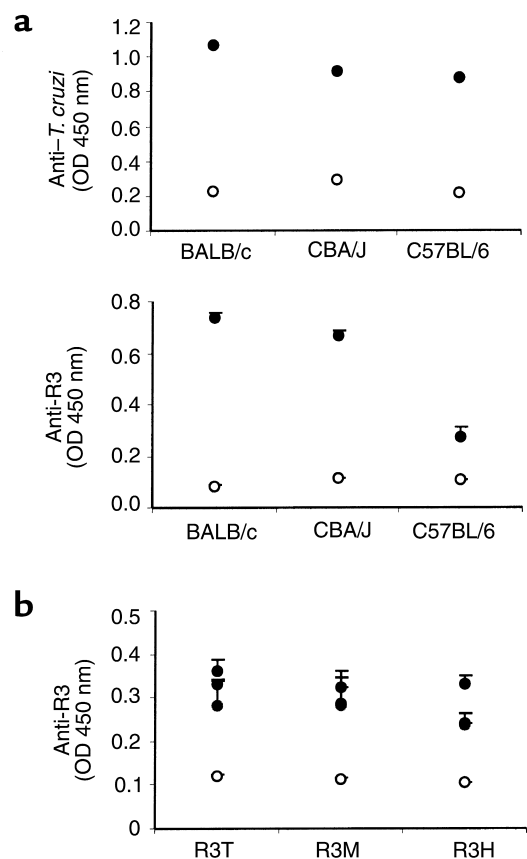 a
Anti–T. cruzi
(OD 450 nm)
1.2
1.0
0.8
0.6
0.4
0.2
0.0
BALB/c CBA/J C57BL/6
Anti-R3
(OD 450 nm)
0.8
0.6
0.4
0.2
0.0
BALB/c CBA/J C57BL/6
b
Anti-R3
(OD 450 nm)
0.5
0.4
0.3
0.2
0.1
0
R3T R3M R3H